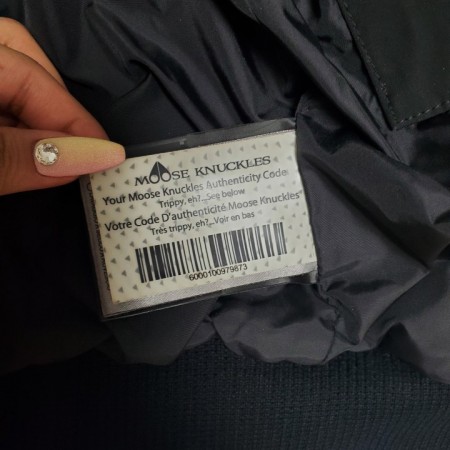 MOOSE KNUCKLES
Your Moose Knuckles Authenticity Code
Trippy, eh?...See below
Votre Code D'authenticité Moose Knuckles
Très trippy, eh?...Voir en bas
6000100979873